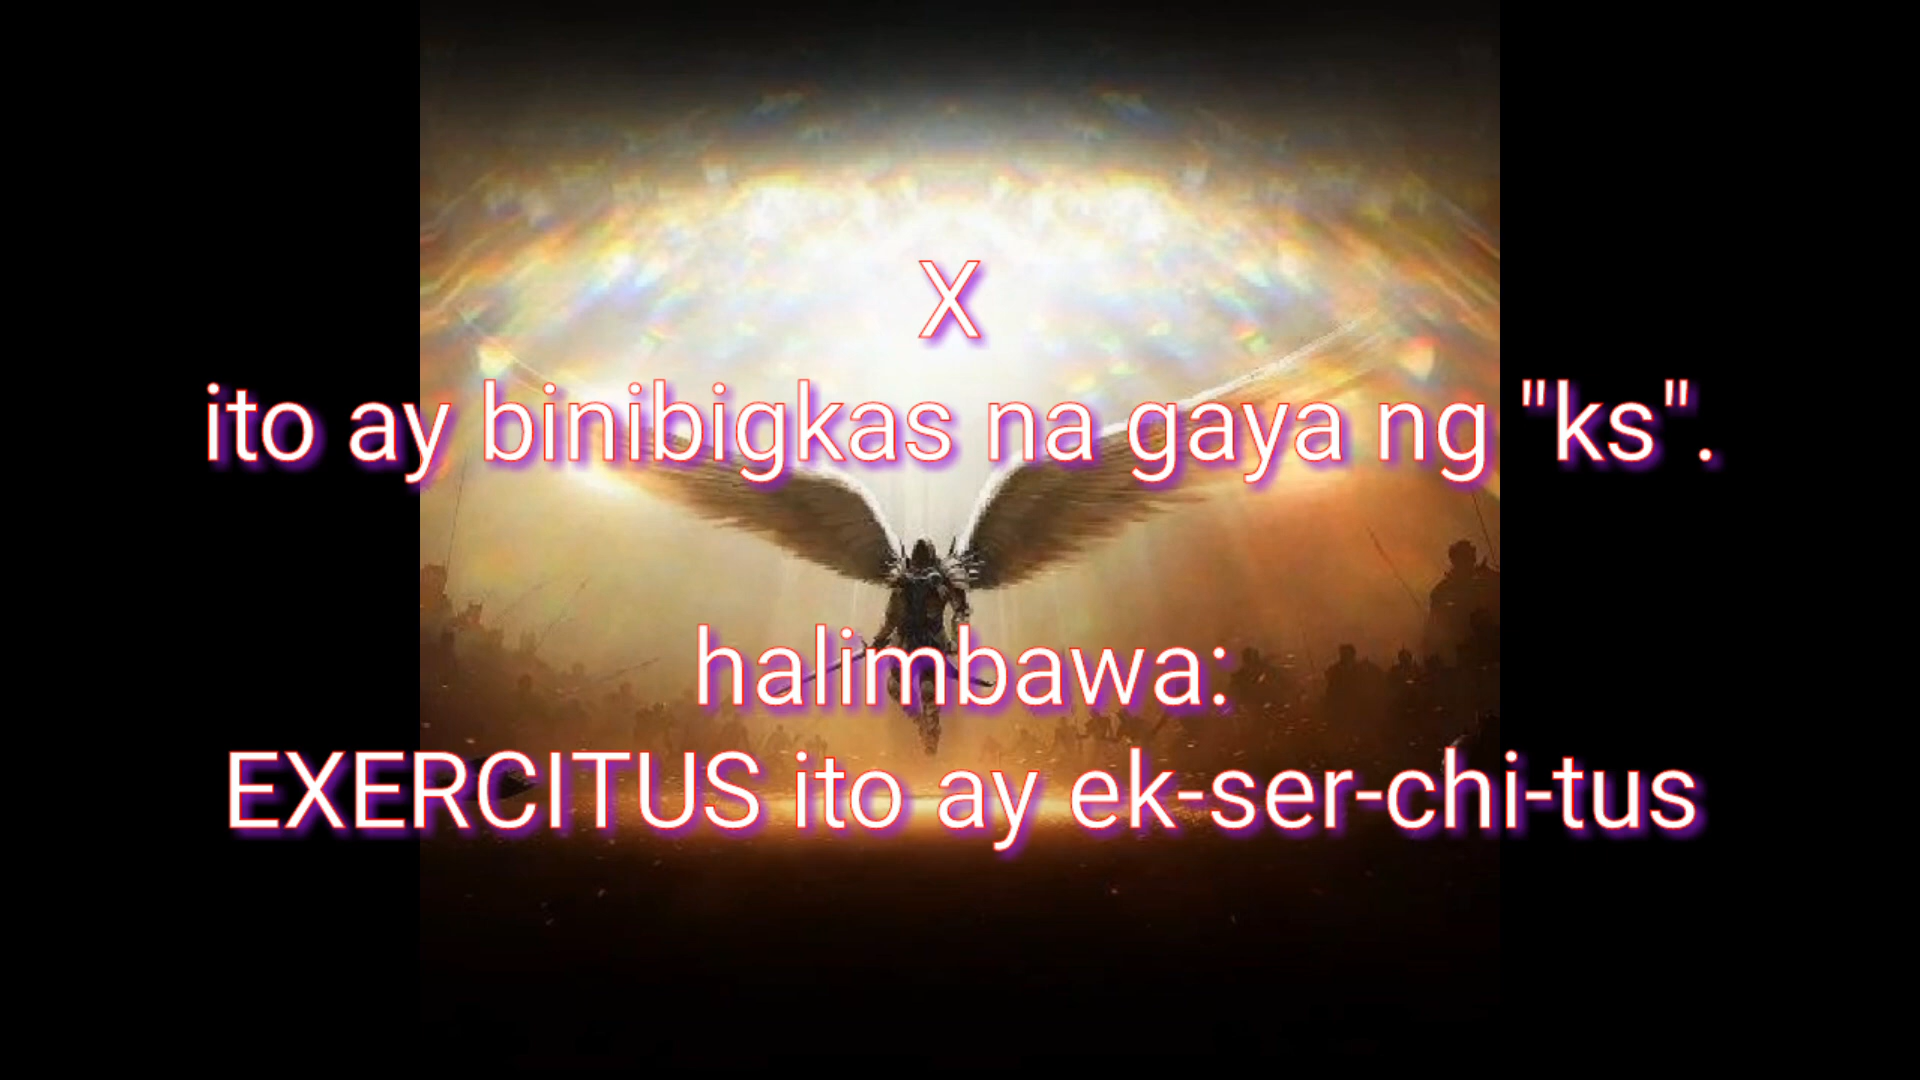 X
ito ay binibigkas na gaya ng "ks".
halimbawa:
EXERCITUS ito ay ek-ser-chi-tus